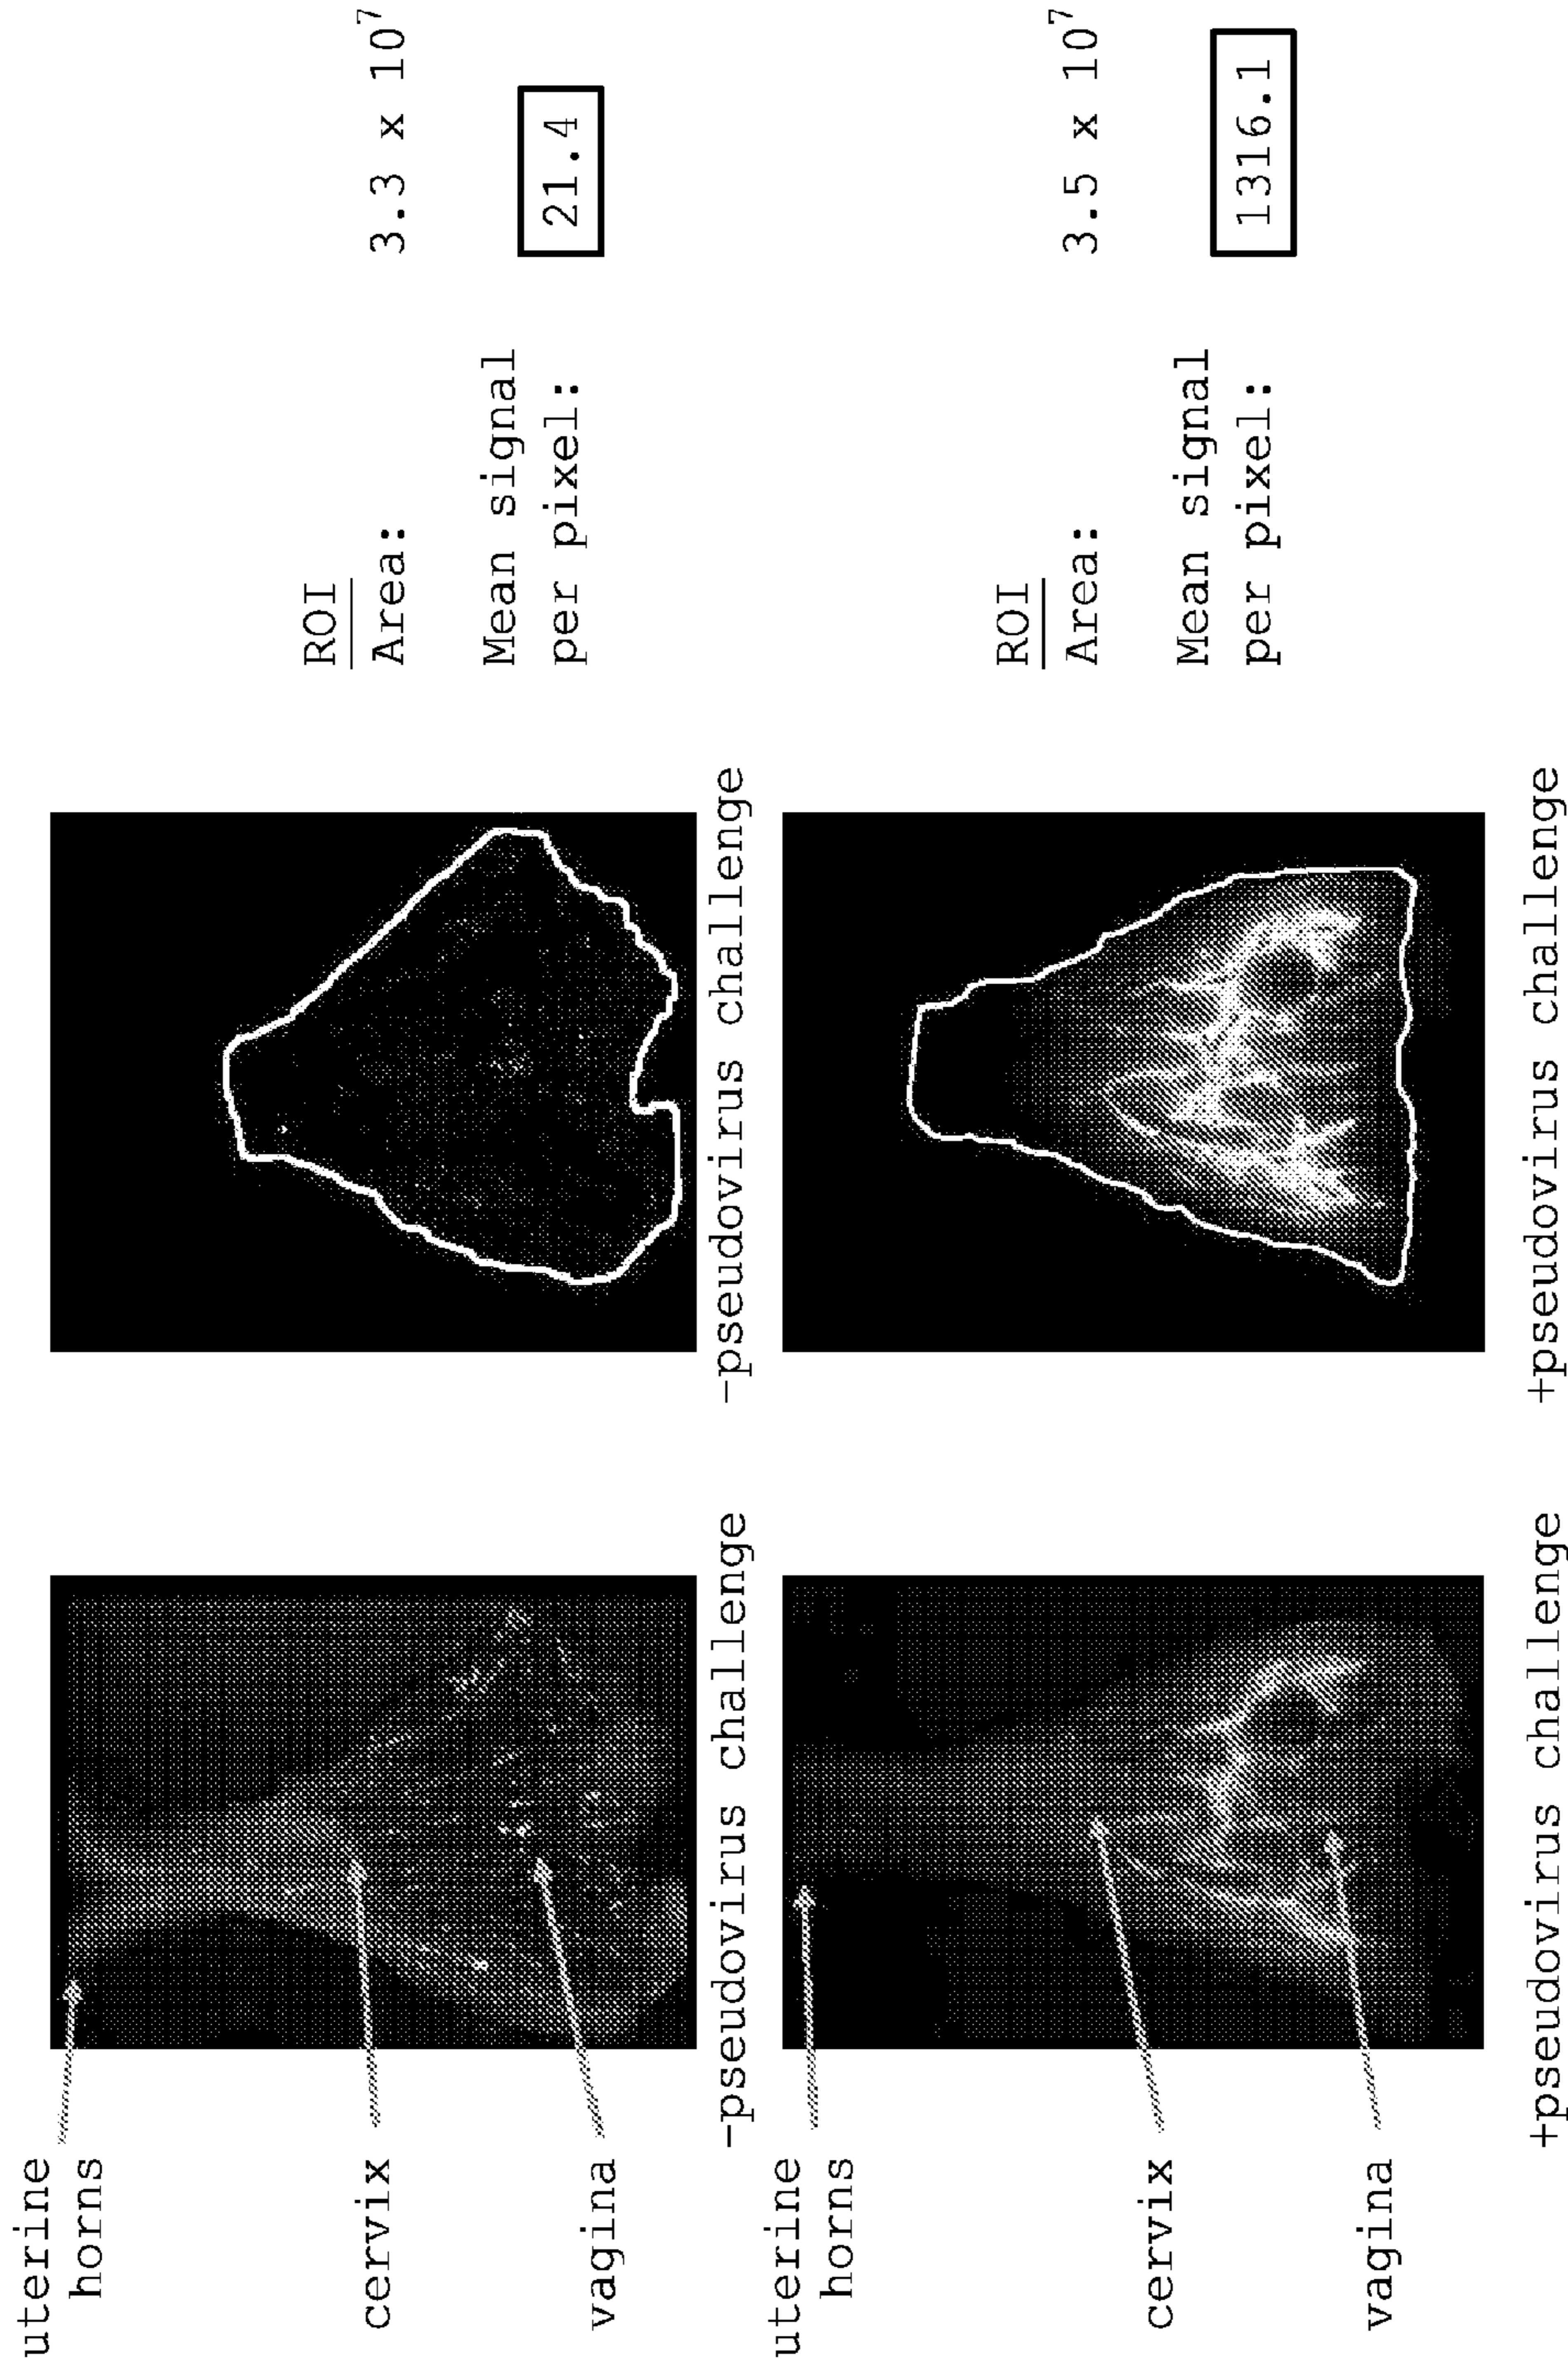 uterine
horns
cervix
vagina
-pseudovirus challenge
-pseudovirus challenge
ROI
Area:
3.3 x 10⁷
Mean signal
per pixel:
21.4
uterine
horns
cervix
vagina
+pseudovirus challenge
+pseudovirus challenge
ROI
Area:
3.5 x 10⁷
Mean signal
per pixel:
1316.1